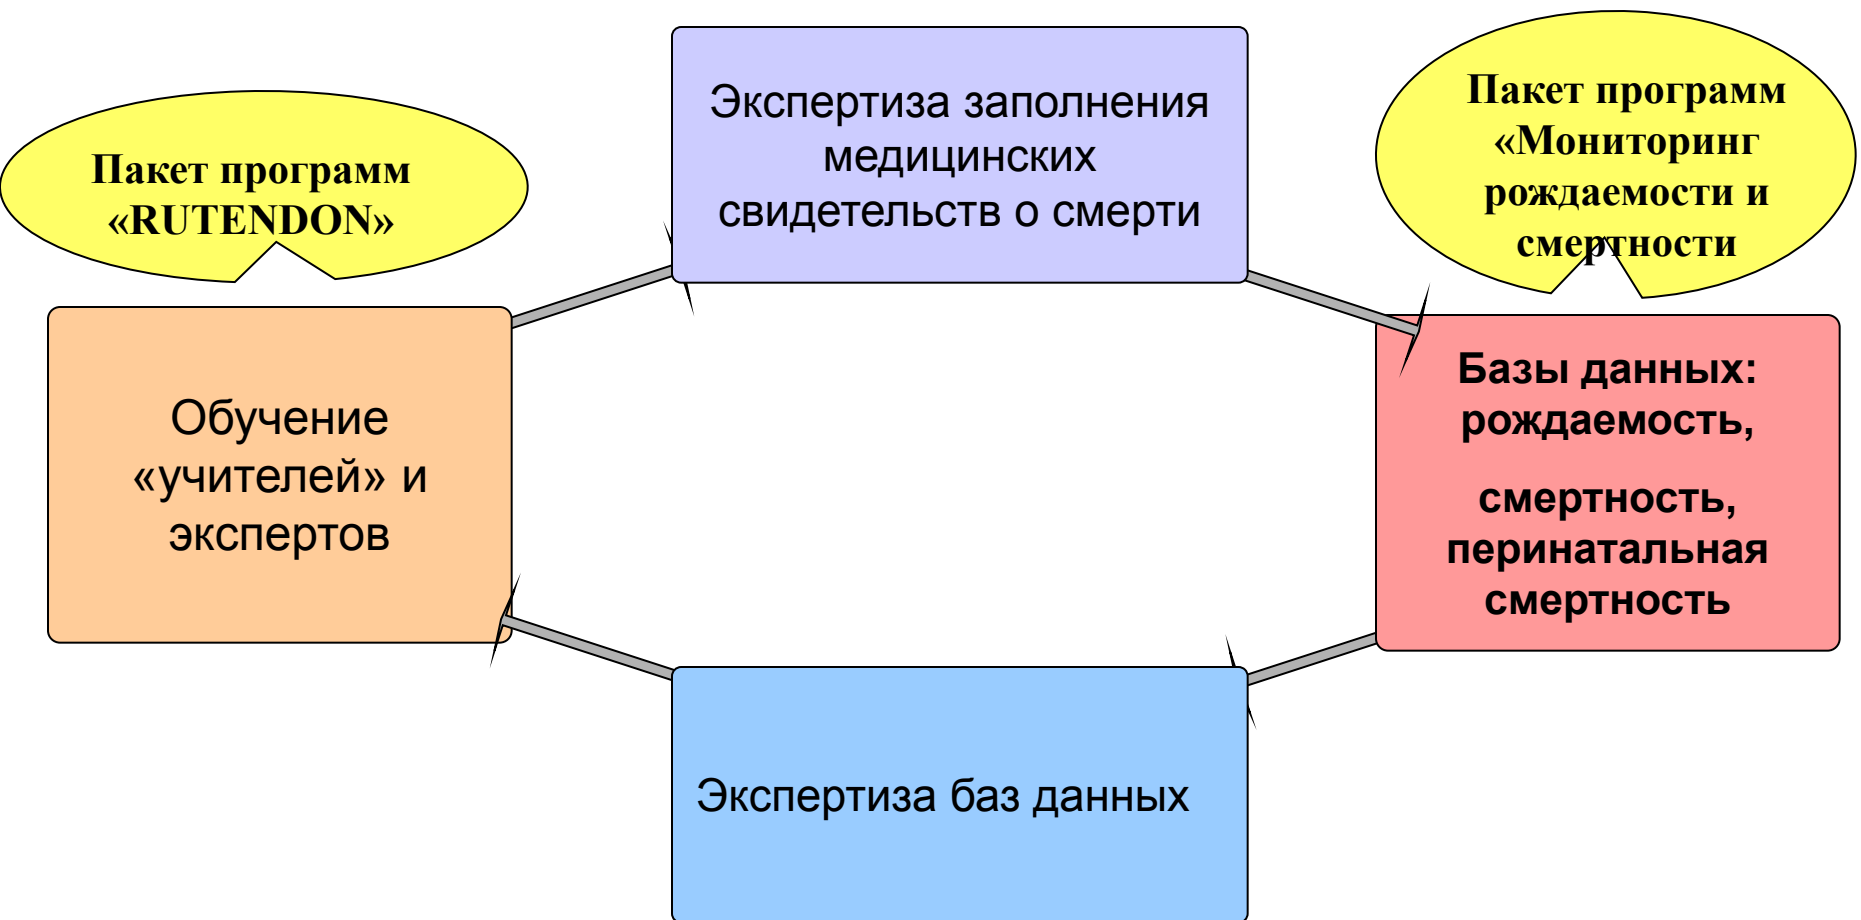 Пакет программ
«RUTENDON»
Экспертиза заполнения
медицинских
свидетельств о смерти
Пакет программ
«Мониторинг
рождаемости и
смертности
Обучение
«учителей» и
экспертов
Базы данных:
рождаемость,
смертность,
перинатальная
смертность
Экспертиза баз данных